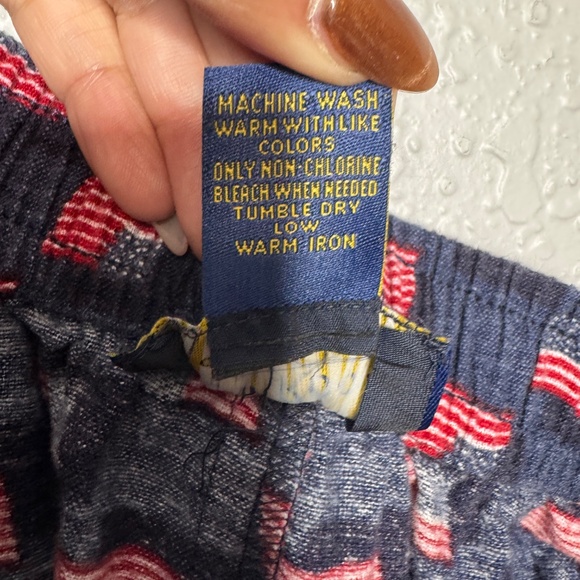 MACHINE WASH
WARM WITH LIKE
COLORS
ONLY NON-CHLORINE
BLEACH WHEN NEEDED
TUMBLE DRY
LOW
WARM IRON